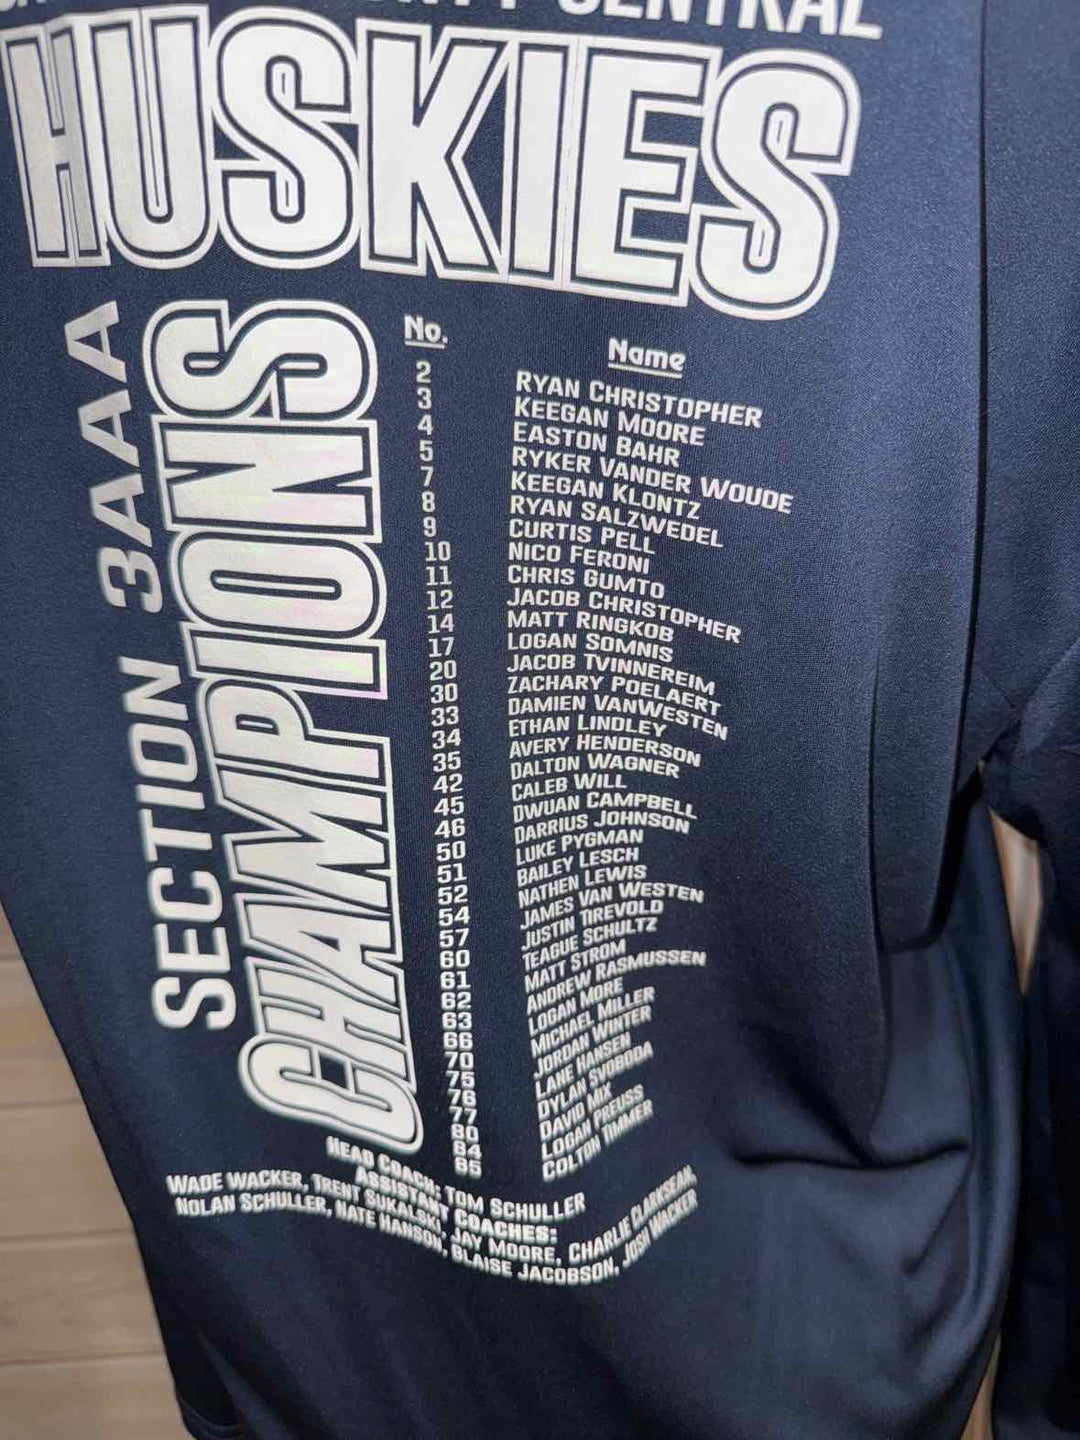 CENTRAL
HUSKIES
SECTION 3AAA
CHAMPIONS
No. Name
2 RYAN CHRISTOPHER
3 KEEGAN MOORE
4 EASTON BAHR
5 RYKER VANDER WOUDE
7 KEEGAN KLONTZ
8 RYAN SALZWEDEL
9 CURTIS PELL
10 NICO FERONI
11 CHRIS GUMTO
12 JACOB CHRISTOPHER
14 MATT RINGKOB
17 LOGAN SOMNIS
20 JACOB TVINNEREIM
30 ZACHARY POELAERT
33 DAMIEN VANWESTEN
34 ETHAN LINDLEY
35 AVERY HENDERSON
42 DALTON WAGNER
45 CALEB WILL
46 DWUAN CAMPBELL
50 DARRIUS JOHNSON
51 LUKE PYGMAN
52 BAILEY LESCH
54 NATHEN LEWIS
57 JAMES VAN WESTEN
60 JUSTIN TIREVOLD
61 TEAGUE SCHULTZ
62 MATT STROM
63 ANDREW RASMUSSEN
66 LOGAN MORE
70 MICHAEL MILLER
75 JORDAN WINTER
76 LANE HANSEN
77 DYLAN SVOBODA
80 DAVID MIX
84 LOGAN PREUSS
85 COLTON TIMMER
HEAD COACH: TOM SCHULLER
ASSISTANT COACHES:
WADE WACKER, TRENT SUKALSKI, JAY MOORE, CHARLIE CLARKSEAN,
NOLAN SCHULLER, NATE HANSON, BLAISE JACOBSON, JOSH WACKER